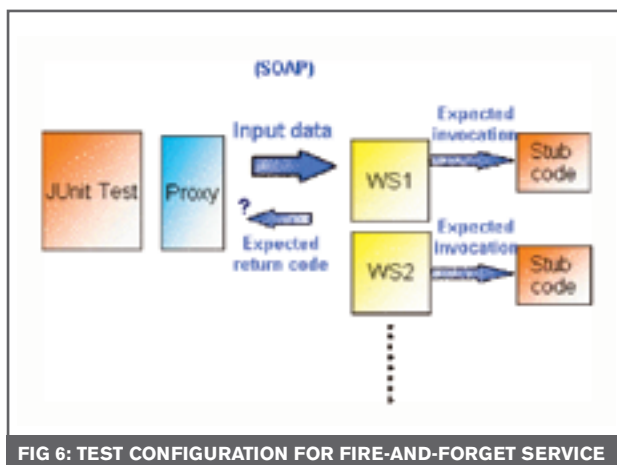 (SOAP)
JUnit Test
Proxy
Input data
?
Expected
return code
WS1
Expected
invocation
Stub
code
WS2
Expected
Invocation
Stub
code
FIG 6: TEST CONFIGURATION FOR FIRE-AND-FORGET SERVICE